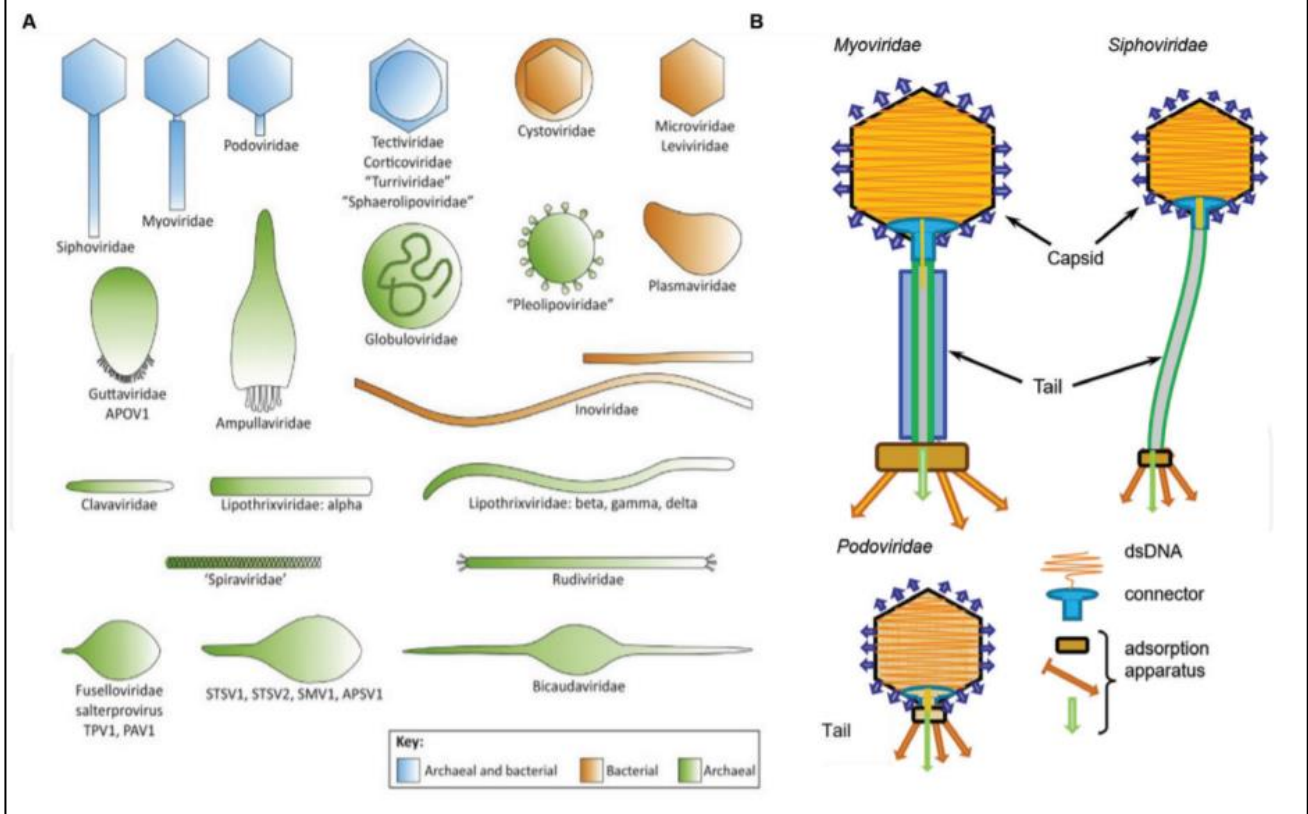 A
Siphoviridae
Myoviridae
Podoviridae
Tectiviridae
Corticoviridae
“Turriviridae”
“Sphaerolipoviridae”
Cystoviridae
Microviridae
Leviviridae
Guttaviridae
APOV1
Ampullaviridae
Globuloviridae
“Pleolipoviridae”
Plasmaviridae
Inoviridae
Clavaviridae
Lipothrixviridae: alpha
Lipothrixviridae: beta, gamma, delta
‘Spiraviridae’
Rudiviridae
Fuselloviridae
salterprovirus
TPV1, PAV1
STSV1, STSV2, SMV1, APSV1
Bicaudaviridae
Key:
Archaeal and bacterial
Bacterial
Archaeal
B
Myoviridae
Siphoviridae
Capsid
Tail
Podoviridae
Tail
dsDNA
connector
adsorption
apparatus